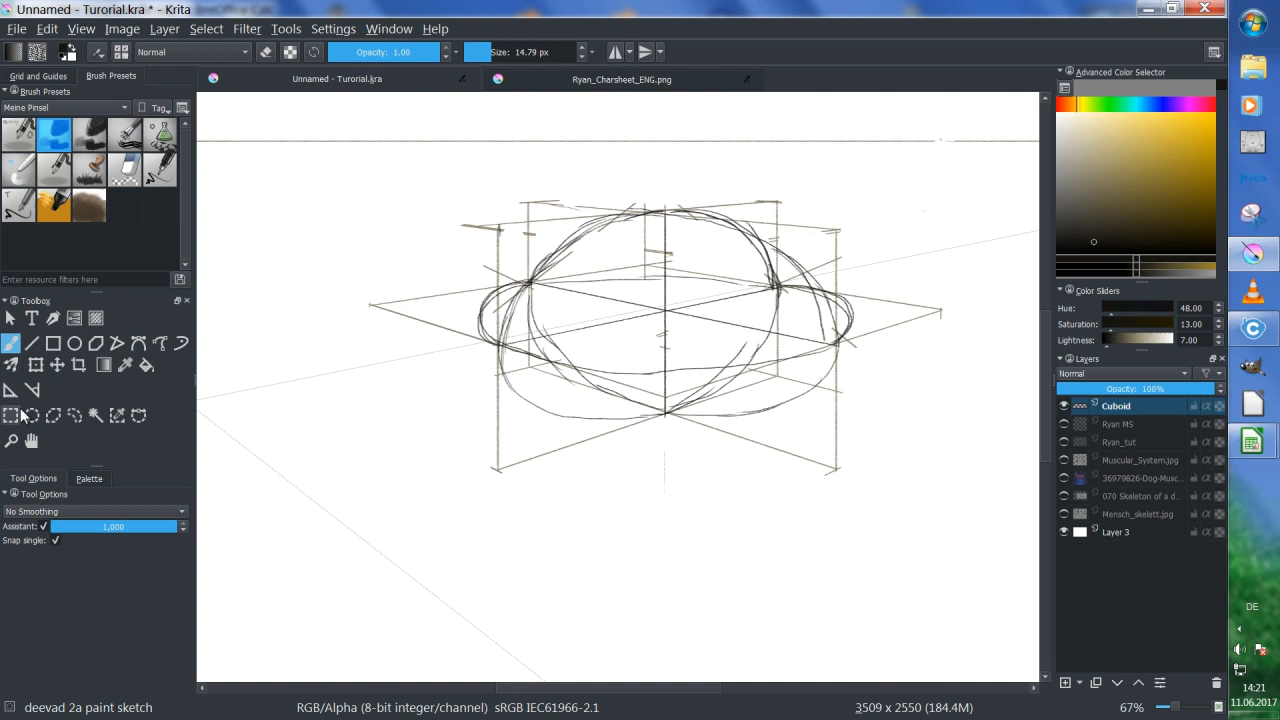 Unnamed - Turorial.kra * - Krita
File Edit View Image Layer Select Filter Tools Settings Window Help
Normal Opacity: 1.00 Size: 14.79 px
Grid and Guides Brush Presets
Unnamed - Turorial.kra Ryan_Charsheet_ENG.png
Advanced Color Selector
Brush Presets
Meine Pinsel Tag
Enter resource filters here
Toolbox
Color Sliders
Hue: 48.00
Saturation: 13.00
Lightness: 7.00
Layers
Normal
Opacity: 100%
Cuboid
Ryan MS
Ryan_tut
Muscular_System.jpg
36979826-Dog-Musc...
070 Skeleton of a d...
Mensch_skelett.jpg
Layer 3
Tool Options Palette
Tool Options
No Smoothing
Assistant: 1,000
Snap single:
DE
14:21
11.06.2017
deevad 2a paint sketch RGB/Alpha (8-bit integer/channel) sRGB IEC61966-2.1 3509 x 2550 (184.4M) 67%